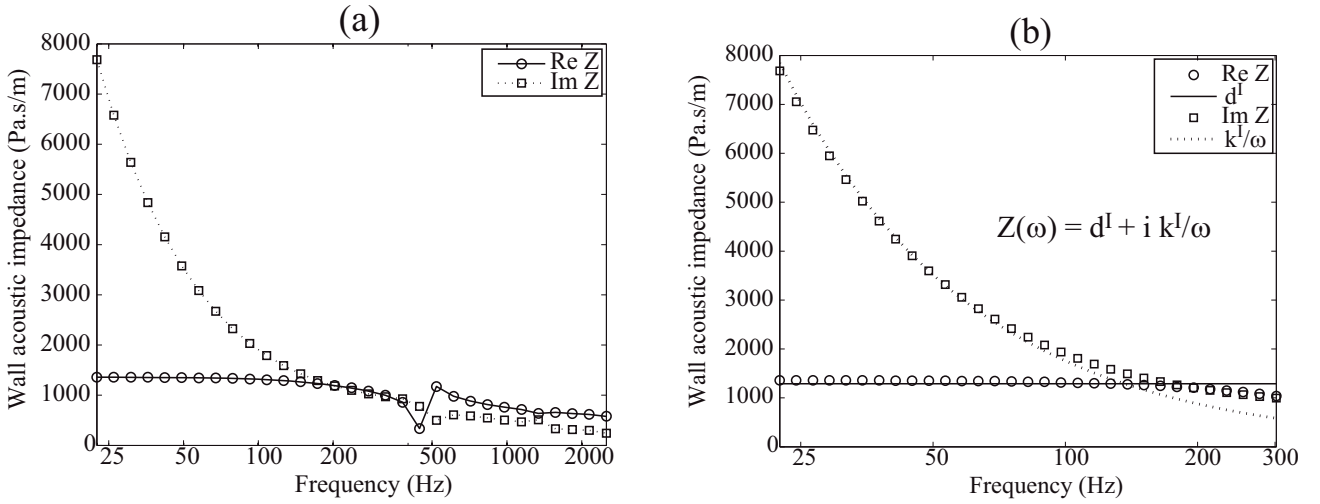 (a)
Wall acoustic impedance (Pa.s/m)
8000
7000
6000
5000
4000
3000
2000
1000
0
Re Z
Im Z
25 50 100 200 500 1000 2000
Frequency (Hz)
(b)
Wall acoustic impedance (Pa.s/m)
8000
7000
6000
5000
4000
3000
2000
1000
0
Re Z
d^I
Im Z
k^I/ω
Z(ω) = d^I + i k^I/ω
25 50 100 200 300
Frequency (Hz)